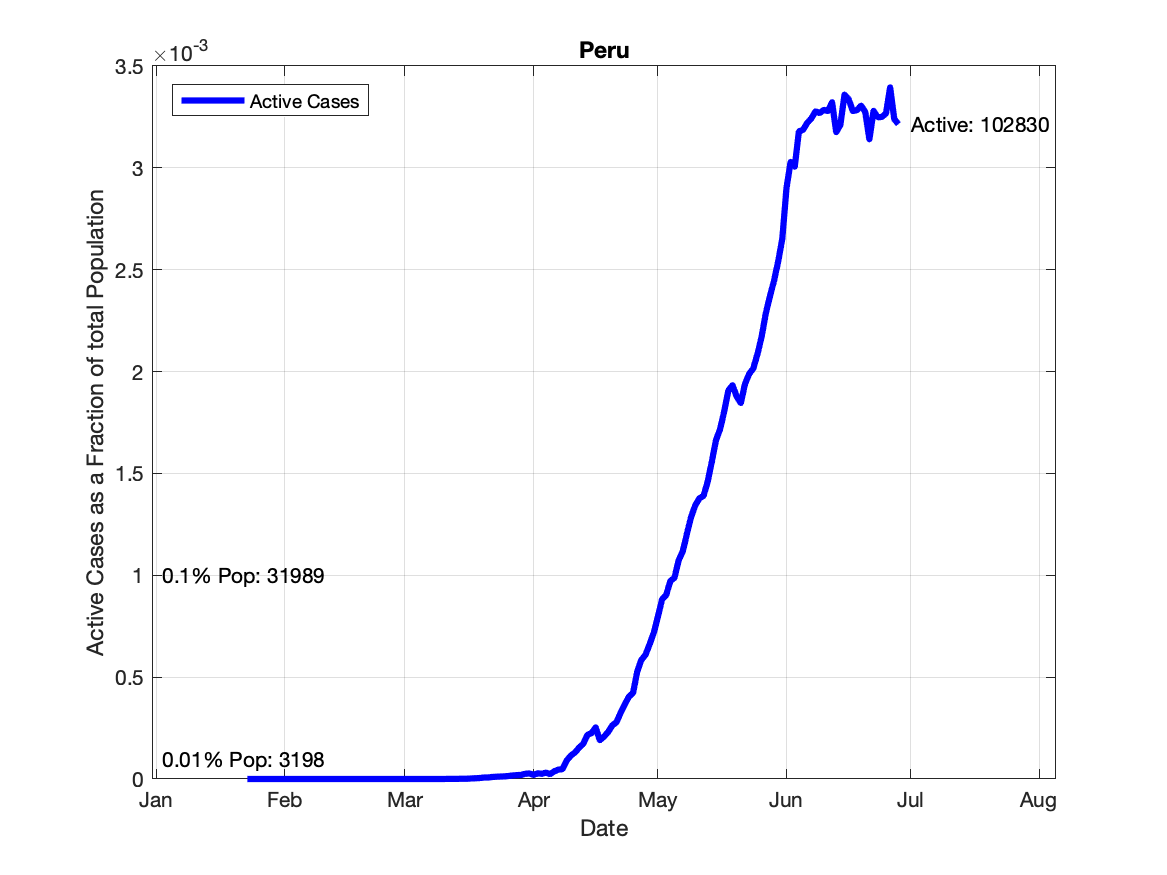 Peru
×10-3
3.5
3
2.5
2
1.5
1
0.5
0
Active Cases
Active: 102830
0.1% Pop: 31989
0.01% Pop: 3198
Active Cases as a Fraction of total Population
Jan Feb Mar Apr May Jun Jul Aug
Date